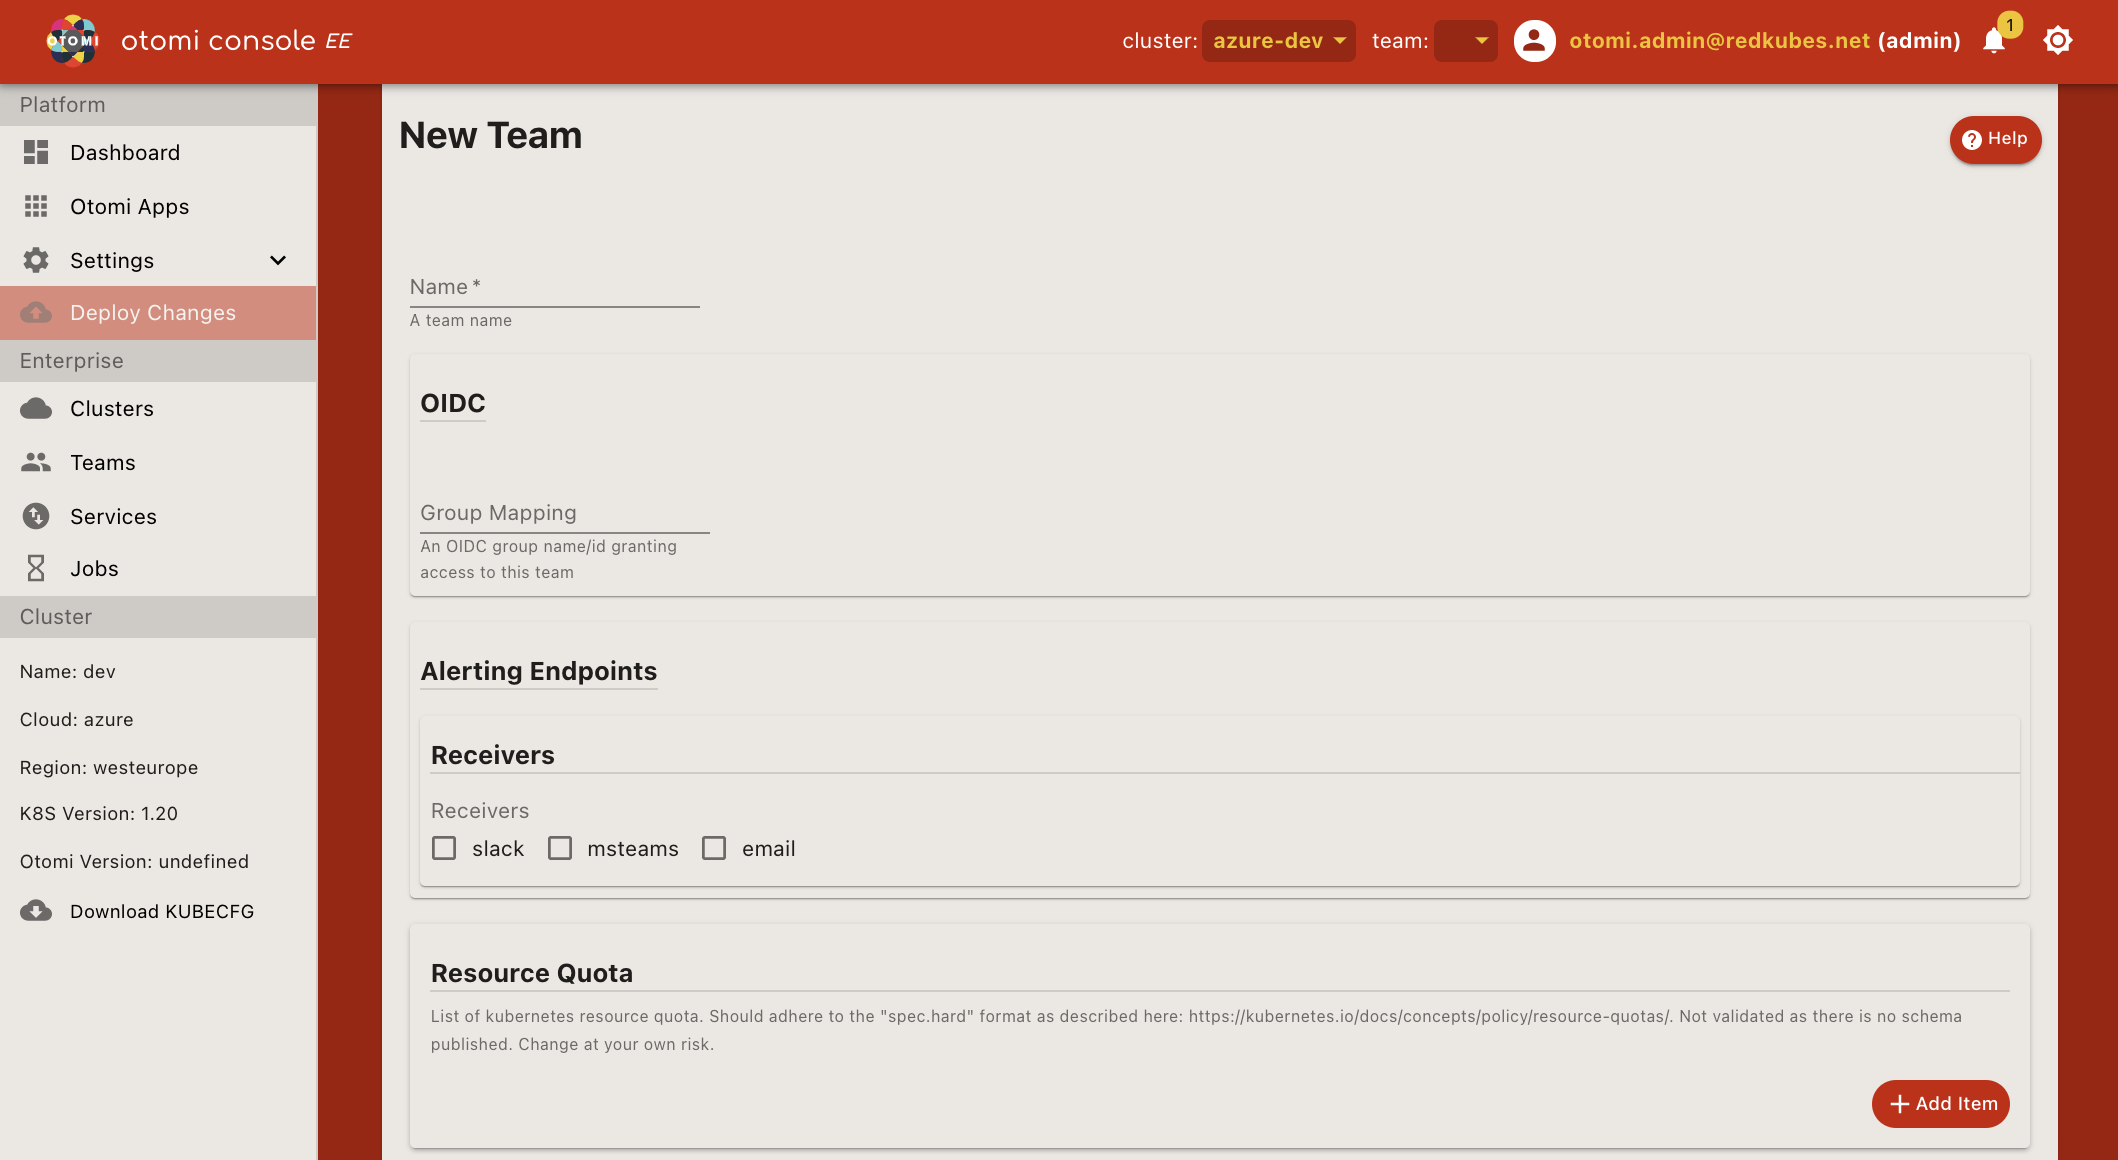 OTOMI
otomi console EE
cluster: azure-dev team: otomi.admin@redkubes.net (admin) 1
Platform
Dashboard
Otomi Apps
Settings
Deploy Changes
Enterprise
Clusters
Teams
Services
Jobs
Cluster
Name: dev
Cloud: azure
Region: westeurope
K8S Version: 1.20
Otomi Version: undefined
Download KUBECFG
New Team
Help
Name *
A team name
OIDC
Group Mapping
An OIDC group name/id granting
access to this team
Alerting Endpoints
Receivers
Receivers
slack msteams email
Resource Quota
List of kubernetes resource quota. Should adhere to the "spec.hard" format as described here: https://kubernetes.io/docs/concepts/policy/resource-quotas/. Not validated as there is no schema
published. Change at your own risk.
Add Item